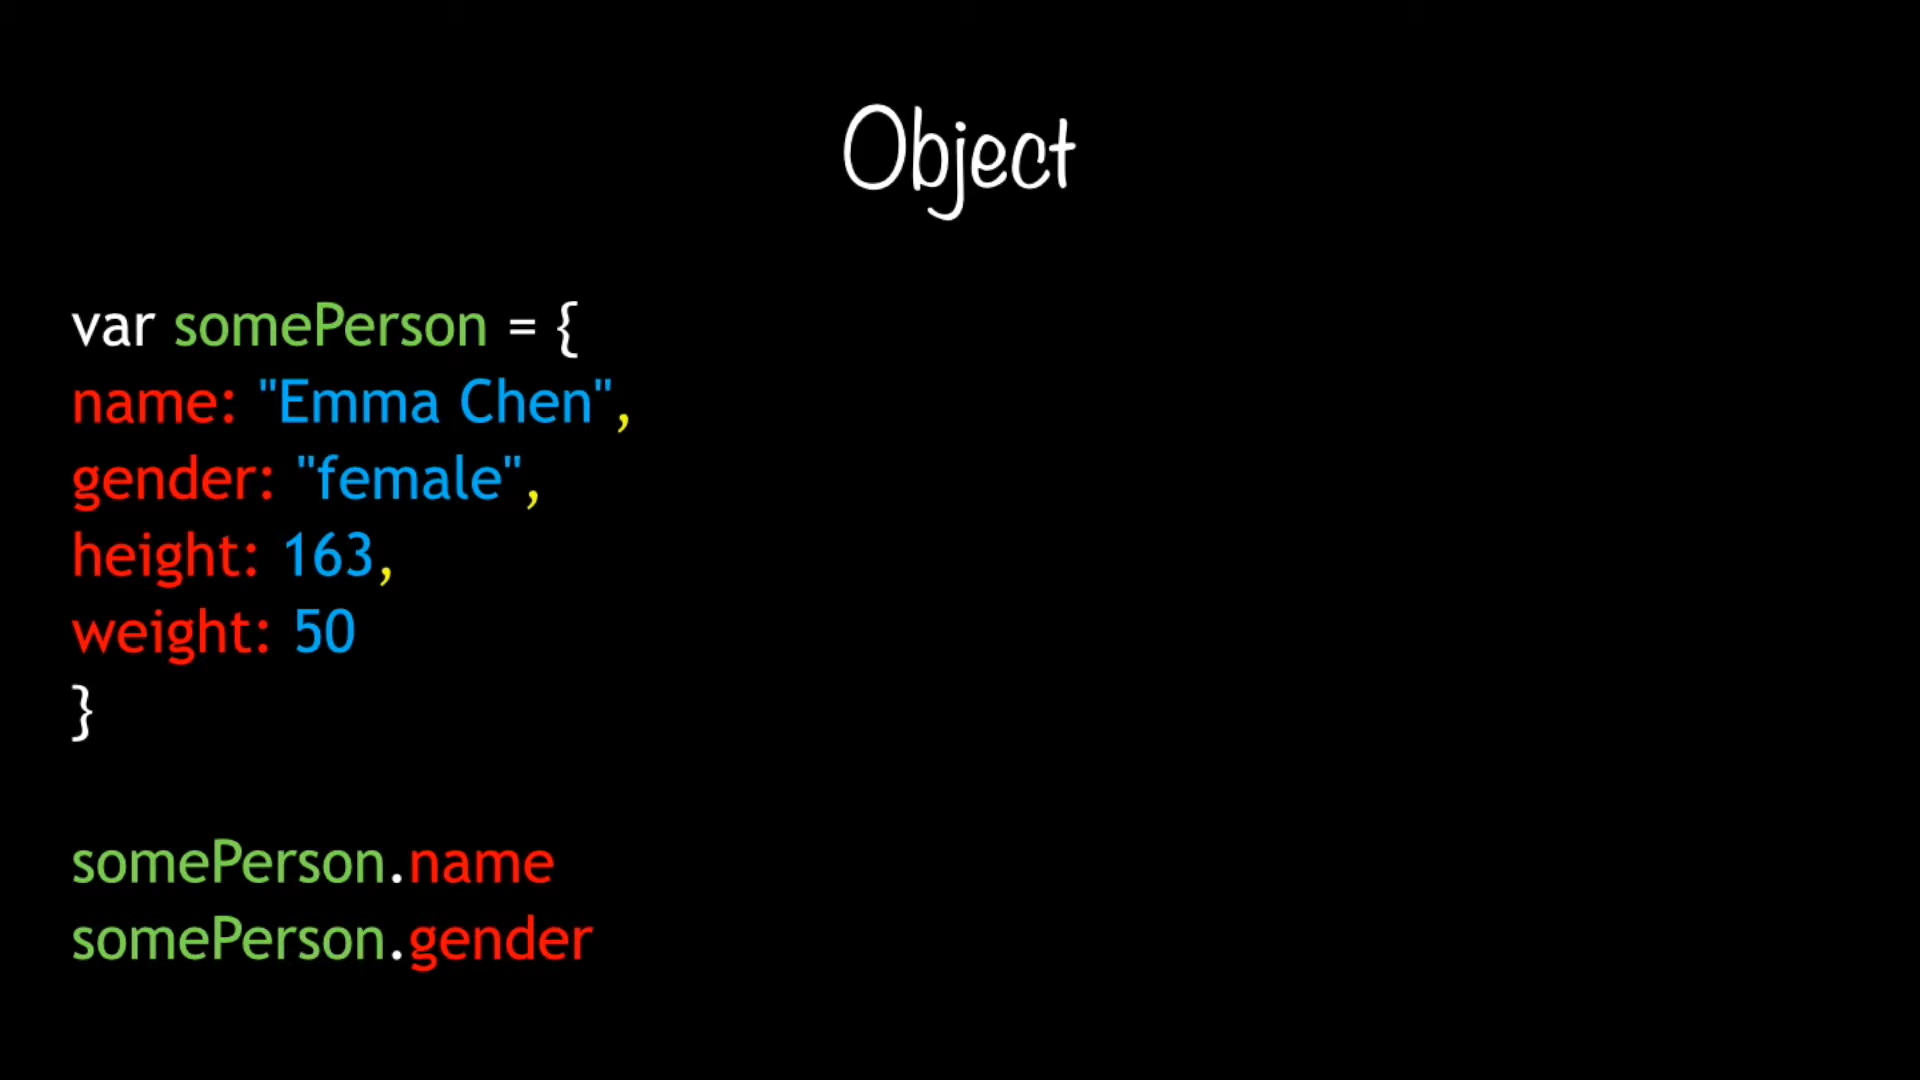 Object
var somePerson = {
name: "Emma Chen",
gender: "female",
height: 163,
weight: 50
}
somePerson.name
somePerson.gender